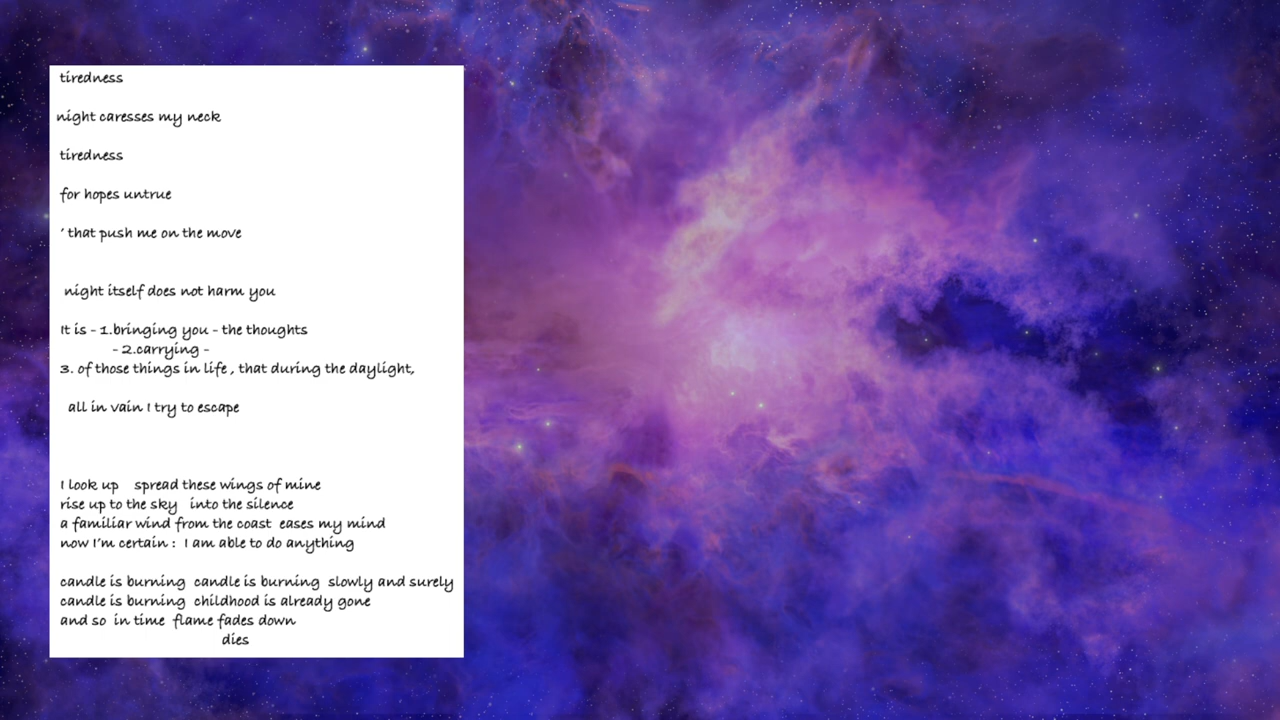 tiredness
night caresses my neck
tiredness
for hopes untrue
' that push me on the move
night itself does not harm you
It is - 1.bringing you - the thoughts
- 2.carrying -
3. of those things in life , that during the daylight,
all in vain I try to escape
I look up    spread these wings of mine
rise up to the sky   into the silence
a familiar wind from the coast  eases my mind
now I'm certain :  I am able to do anything
candle is burning  candle is burning  slowly and surely
candle is burning  childhood is already gone
and so  in time  flame fades down
dies